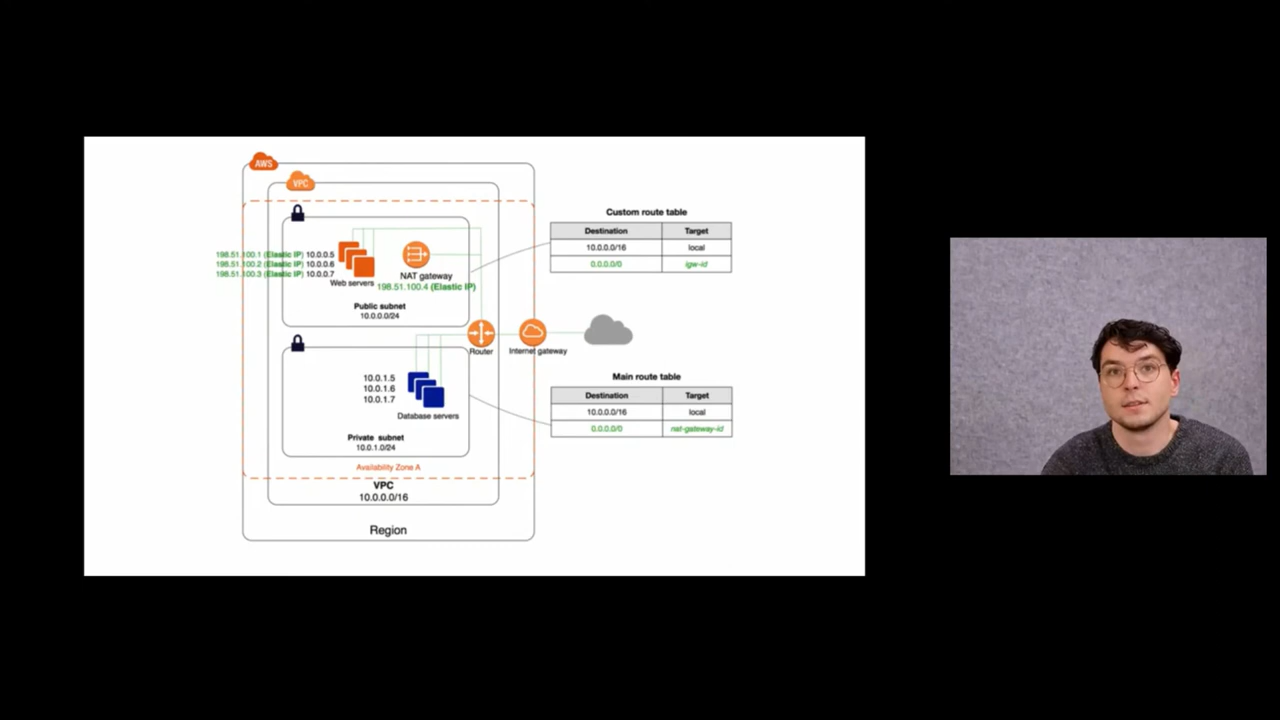 AWS
VPC
198.51.100.1 (Elastic IP) 10.0.0.5
198.51.100.2 (Elastic IP) 10.0.0.6
198.51.100.3 (Elastic IP) 10.0.0.7
Web servers
NAT gateway
198.51.100.4 (Elastic IP)
Public subnet
10.0.0.0/24
Router
Internet gateway
10.0.1.5
10.0.1.6
10.0.1.7
Database servers
Private subnet
10.0.1.0/24
Availability Zone A
VPC
10.0.0.0/16
Region
Custom route table
Destination Target
10.0.0.0/16 local
0.0.0.0/0 igw-id
Main route table
Destination Target
10.0.0.0/16 local
0.0.0.0/0 nat-gateway-id